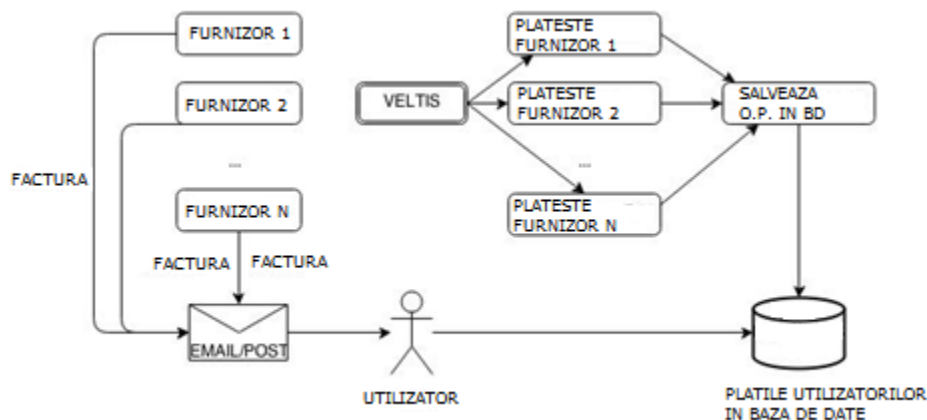 FURNIZOR 1
FURNIZOR 2
...
FACTURA
FURNIZOR N
FACTURA
FACTURA
EMAIL/POST
UTILIZATOR
VELTIS
PLATESTE
FURNIZOR 1
PLATESTE
FURNIZOR 2
...
PLATESTE
FURNIZOR N
SALVEAZA
O.P. IN BD
PLATILE UTILIZATORILOR
IN BAZA DE DATE